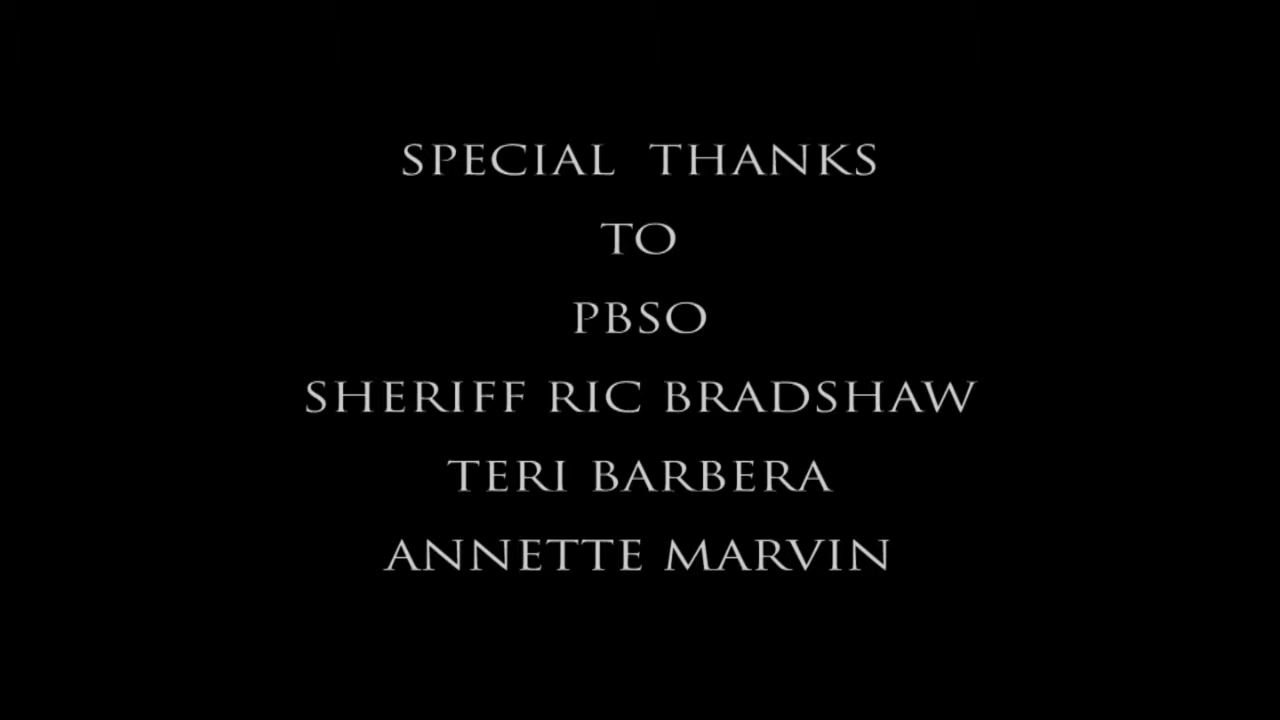 SPECIAL THANKS
TO
PBSO
SHERIFF RIC BRADSHAW
TERI BARBERA
ANNETTE MARVIN